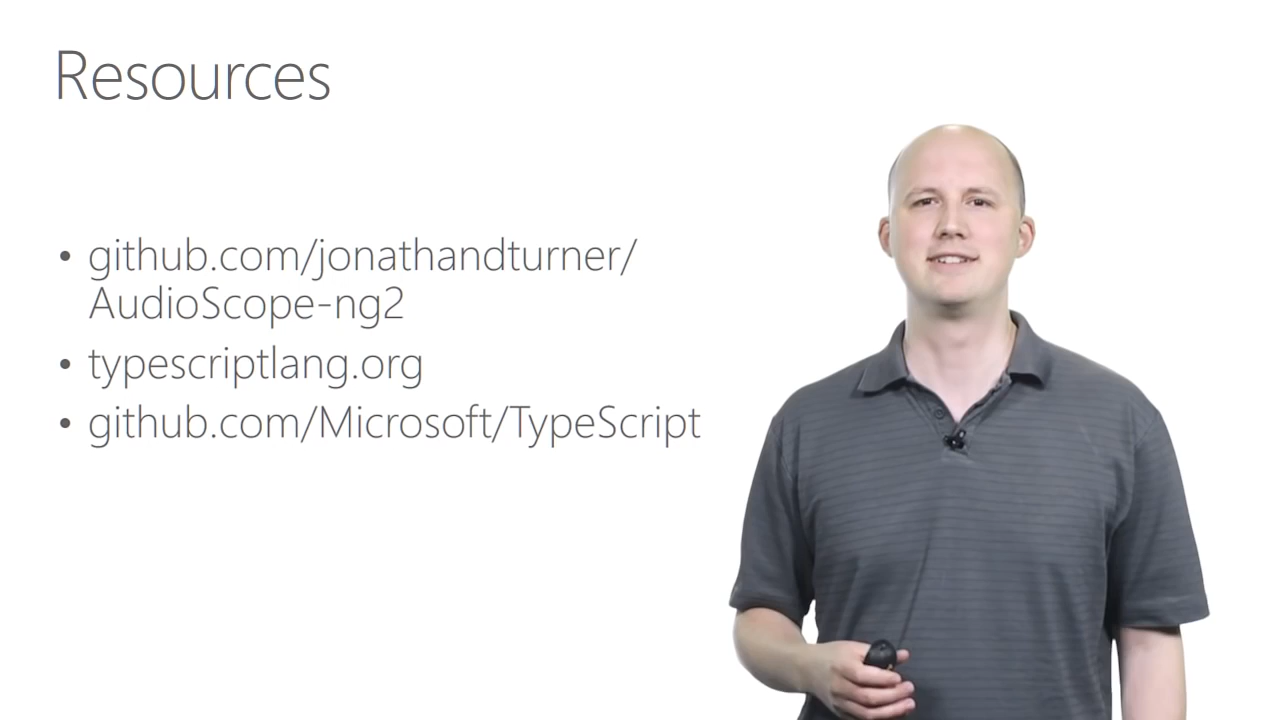 Resources
• github.com/jonathandturner/
AudioScope-ng2
• typescriptlang.org
• github.com/Microsoft/TypeScript